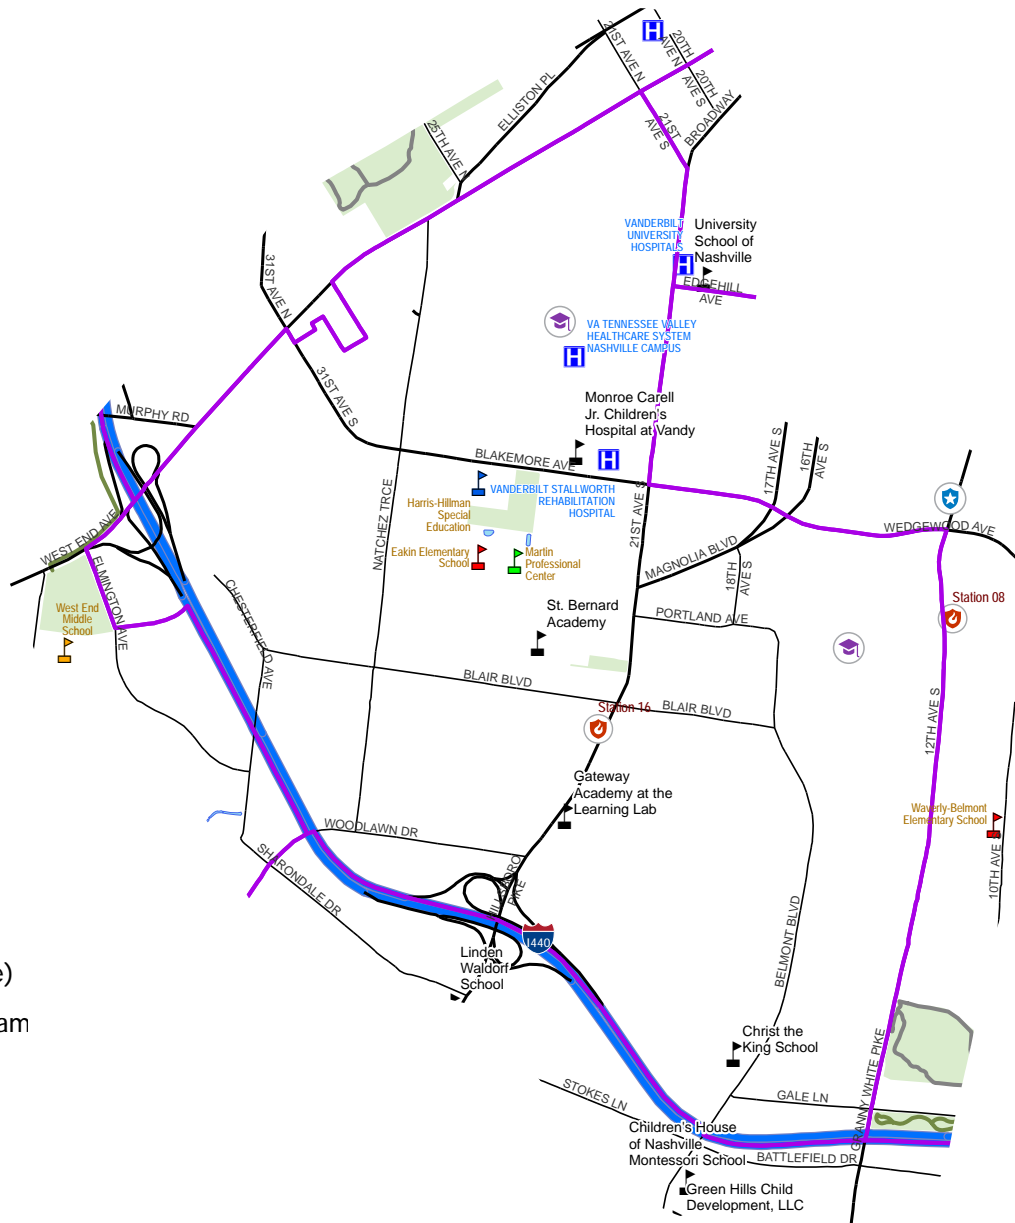 21ST AVE N
20TH
AVE N
20TH
AVE S
BROADWAY
21ST
AVE S
ELLISTON PL
25TH AVE N
VANDERBILT
UNIVERSITY
HOSPITALS
University
School of
Nashville
EDGEHILL
AVE
31ST AVE N
VA TENNESSEE VALLEY
HEALTHCARE SYSTEM
NASHVILLE CAMPUS
31ST AVE S
MURPHY RD
Monroe Carell
Jr. Children's
Hospital at Vandy
BLAKEMORE AVE
17TH AVE S
16TH
AVE S
VANDERBILT STALLWORTH
REHABILITATION
HOSPITAL
Harris-Hillman
Special
Education
NATCHEZ TRCE
21ST AVE S
WEDGEWOOD AVE
WEST END AVE
Eakin Elementary
School
Martin
Professional
Center
MAGNOLIA BLVD
18TH
AVE S
ELMINGTON AVE
CHESTERFIELD AVE
West End
Middle
School
St. Bernard
Academy
PORTLAND AVE
Station 08
BLAIR BLVD
BLAIR BLVD
Station 16
12TH AVE S
Gateway
Academy at the
Learning Lab
Waverly-Belmont
Elementary School
10TH AVE S
WOODLAWN DR
SHARONDALE DR
HILLSBORO
PIKE
BELMONT BLVD
I440
Linden
Waldorf
School
e)
am
Christ the
King School
GRANNY WHITE PIKE
STOKES LN
GALE LN
Children's House
of Nashville
Montessori School
BATTLEFIELD DR
Green Hills Child
Development, LLC
H
H
H
H